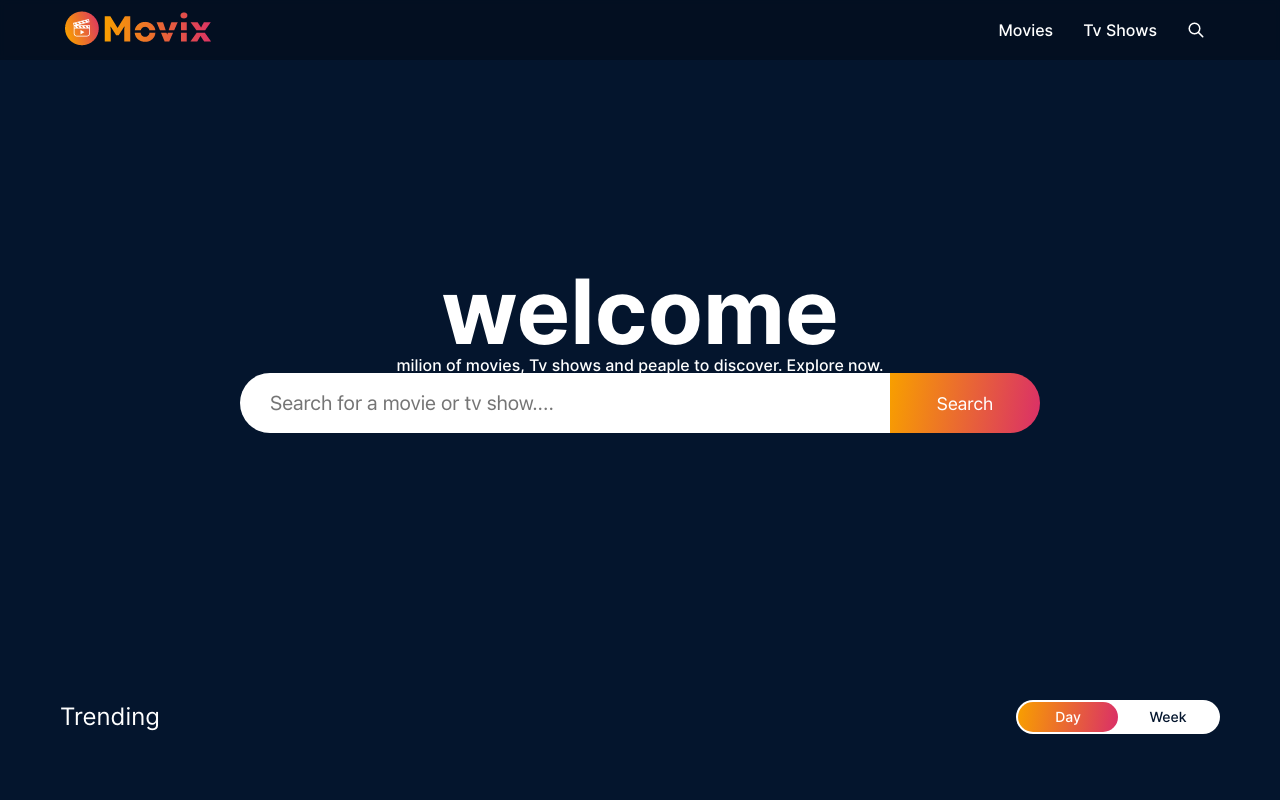 Movix
Movies
Tv Shows
welcome
milion of movies, Tv shows and peaple to discover. Explore now.
Search for a movie or tv show....
Search
Trending
Day
Week